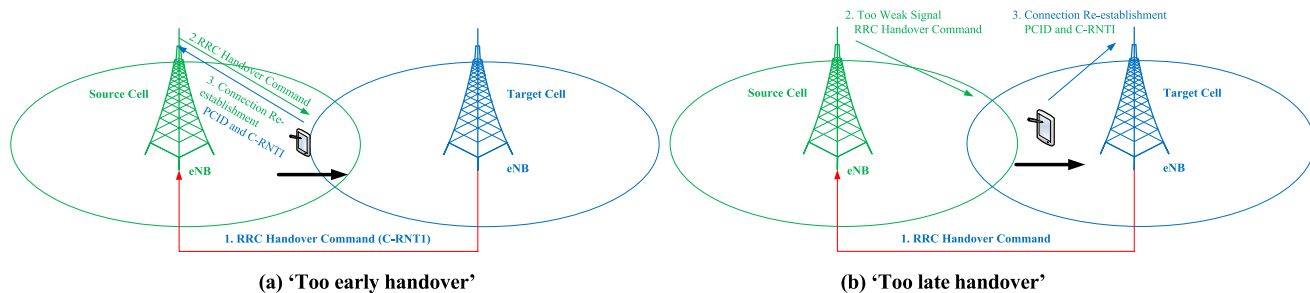 2.RRC Handover Command
3. Connection Re-
establishment
PCID and C-RNTI
Source Cell
Target Cell
eNB
eNB
1. RRC Handover Command (C-RNT1)
(a) ‘Too early handover’
2. Too Weak Signal
RRC Handover Command
3. Connection Re-establishment
PCID and C-RNTI
Source Cell
Target Cell
eNB
eNB
1. RRC Handover Command
(b) ‘Too late handover’